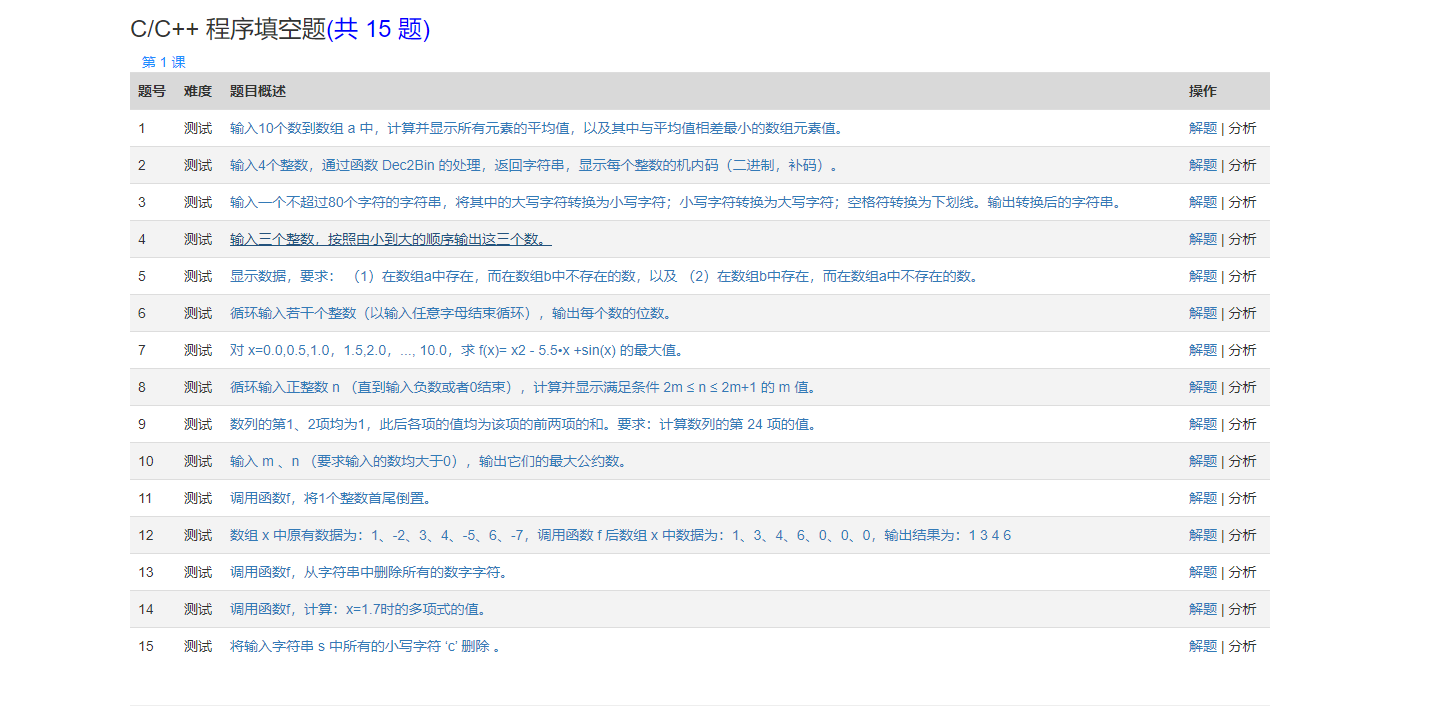 C/C++ 程序填空题(共 15 题)
第 1 课
题号 难度 题目概述 操作
1 测试 输入10个数到数组 a 中，计算并显示所有元素的平均值，以及其中与平均值相差最小的数组元素值。 解题 | 分析
2 测试 输入4个整数，通过函数 Dec2Bin 的处理，返回字符串，显示每个整数的机内码（二进制，补码）。 解题 | 分析
3 测试 输入一个不超过80个字符的字符串，将其中的大写字符转换为小写字符；小写字符转换为大写字符；空格符转换为下划线。输出转换后的字符串。 解题 | 分析
4 测试 输入三个整数，按照由小到大的顺序输出这三个数。 解题 | 分析
5 测试 显示数据，要求： （1）在数组a中存在，而在数组b中不存在的数，以及 （2）在数组b中存在，而在数组a中不存在的数。 解题 | 分析
6 测试 循环输入若干个整数（以输入任意字母结束循环），输出每个数的位数。 解题 | 分析
7 测试 对 x=0.0,0.5,1.0，1.5,2.0，..., 10.0，求 f(x)= x2 - 5.5•x +sin(x) 的最大值。 解题 | 分析
8 测试 循环输入正整数 n （直到输入负数或者0结束），计算并显示满足条件 2m ≤ n ≤ 2m+1 的 m 值。 解题 | 分析
9 测试 数列的第1、2项均为1，此后各项的值均为该项的前两项的和。要求：计算数列的第 24 项的值。 解题 | 分析
10 测试 输入 m 、n （要求输入的数均大于0），输出它们的最大公约数。 解题 | 分析
11 测试 调用函数f，将1个整数首尾倒置。 解题 | 分析
12 测试 数组 x 中原有数据为：1、-2、3、4、-5、6、-7，调用函数 f 后数组 x 中数据为：1、3、4、6、0、0、0，输出结果为：1 3 4 6 解题 | 分析
13 测试 调用函数f，从字符串中删除所有的数字字符。 解题 | 分析
14 测试 调用函数f，计算：x=1.7时的多项式的值。 解题 | 分析
15 测试 将输入字符串 s 中所有的小写字符 ‘c’ 删除 。 解题 | 分析